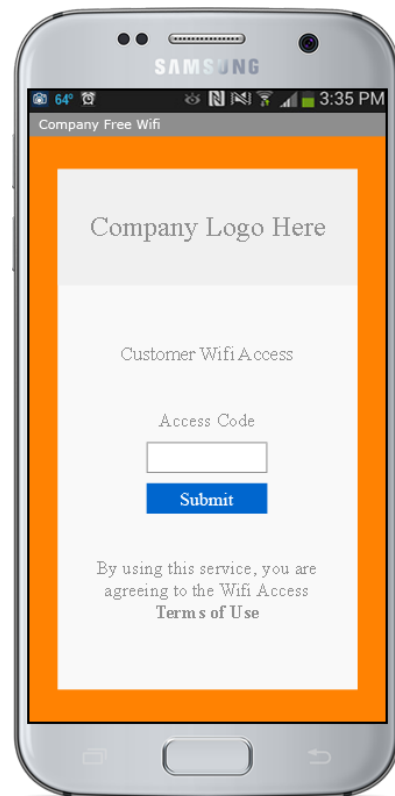 SAMSUNG
64° 3:35 PM
Company Free Wifi
Company Logo Here
Customer Wifi Access
Access Code
Submit
By using this service, you are
agreeing to the Wifi Access
Terms of Use